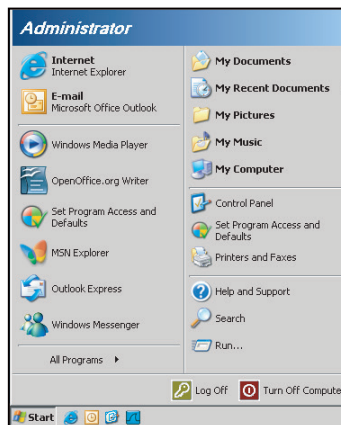 Administrator
Internet
Internet Explorer
E-mail
Microsoft Office Outlook
Windows Media Player
OpenOffice.org Writer
Set Program Access and
Defaults
MSN Explorer
Outlook Express
Windows Messenger
All Programs
My Documents
My Recent Documents
My Pictures
My Music
My Computer
Control Panel
Set Program Access and
Defaults
Printers and Faxes
Help and Support
Search
Run...
Log Off
Turn Off Compute
Start